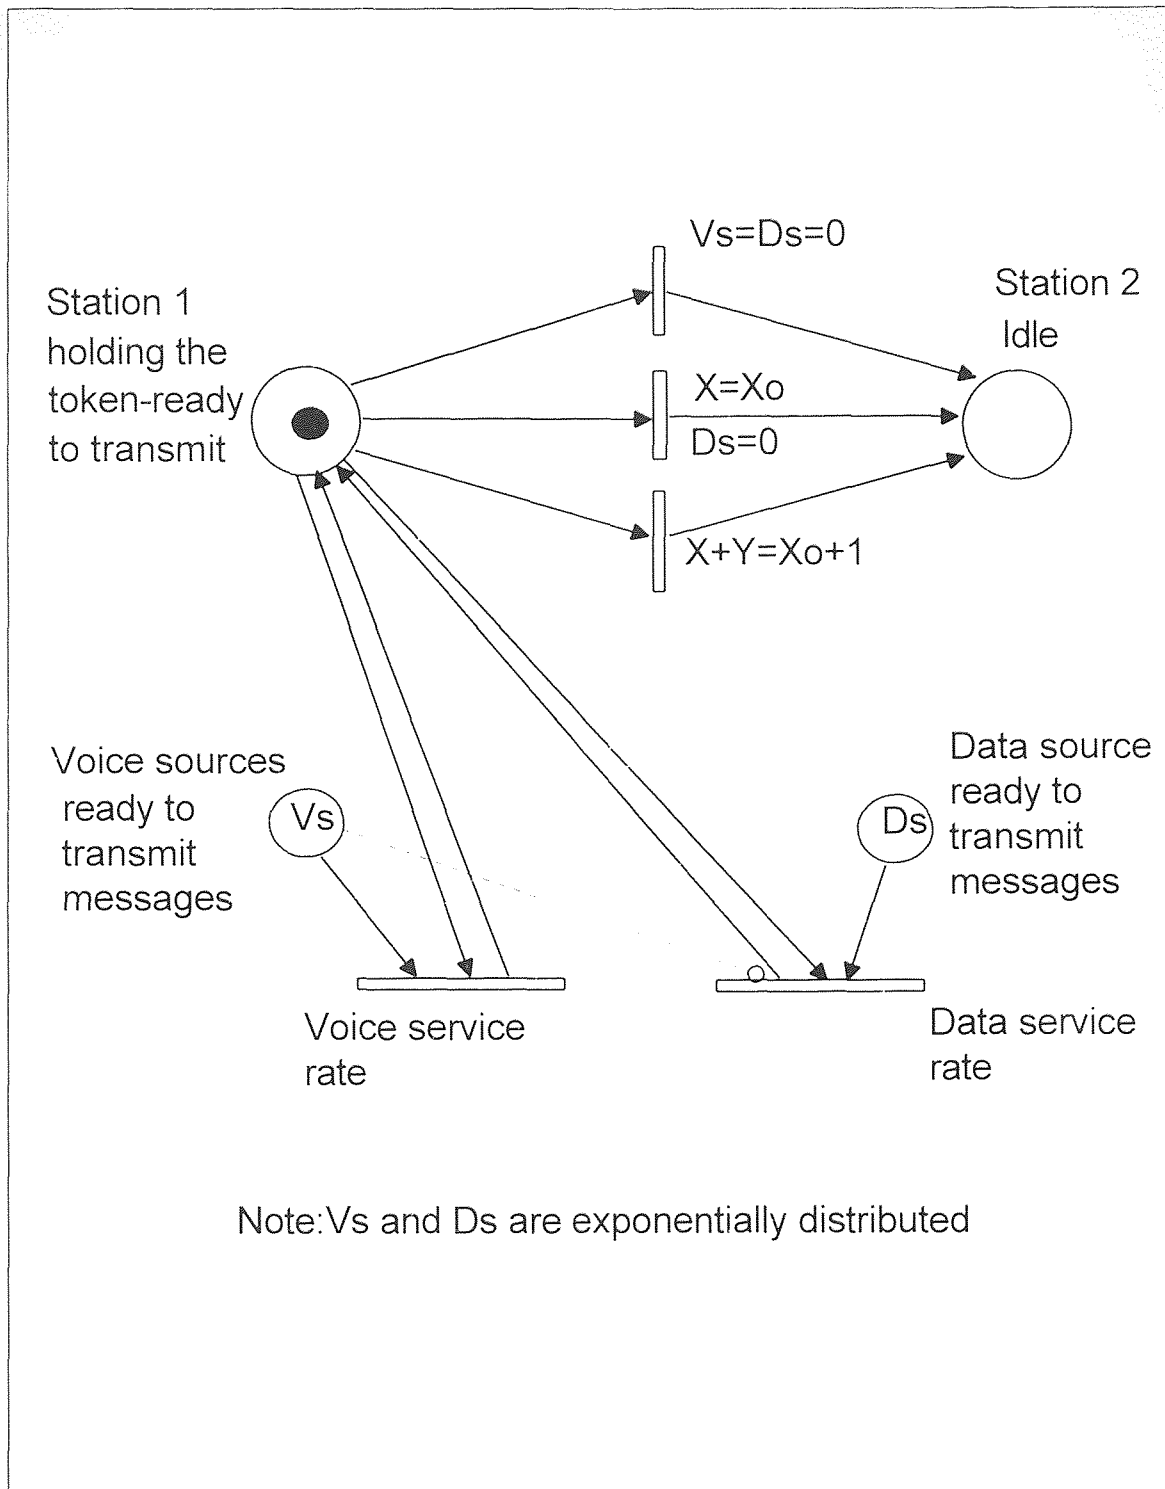 Vs=Ds=0
Station 1
holding the
token-ready
to transmit
Station 2
Idle
X=Xo
Ds=0
X+Y=Xo+1
Voice sources
ready to
transmit
messages
Vs
Data source
ready to
transmit
messages
Ds
Voice service
rate
Data service
rate
Note:Vs and Ds are exponentially distributed